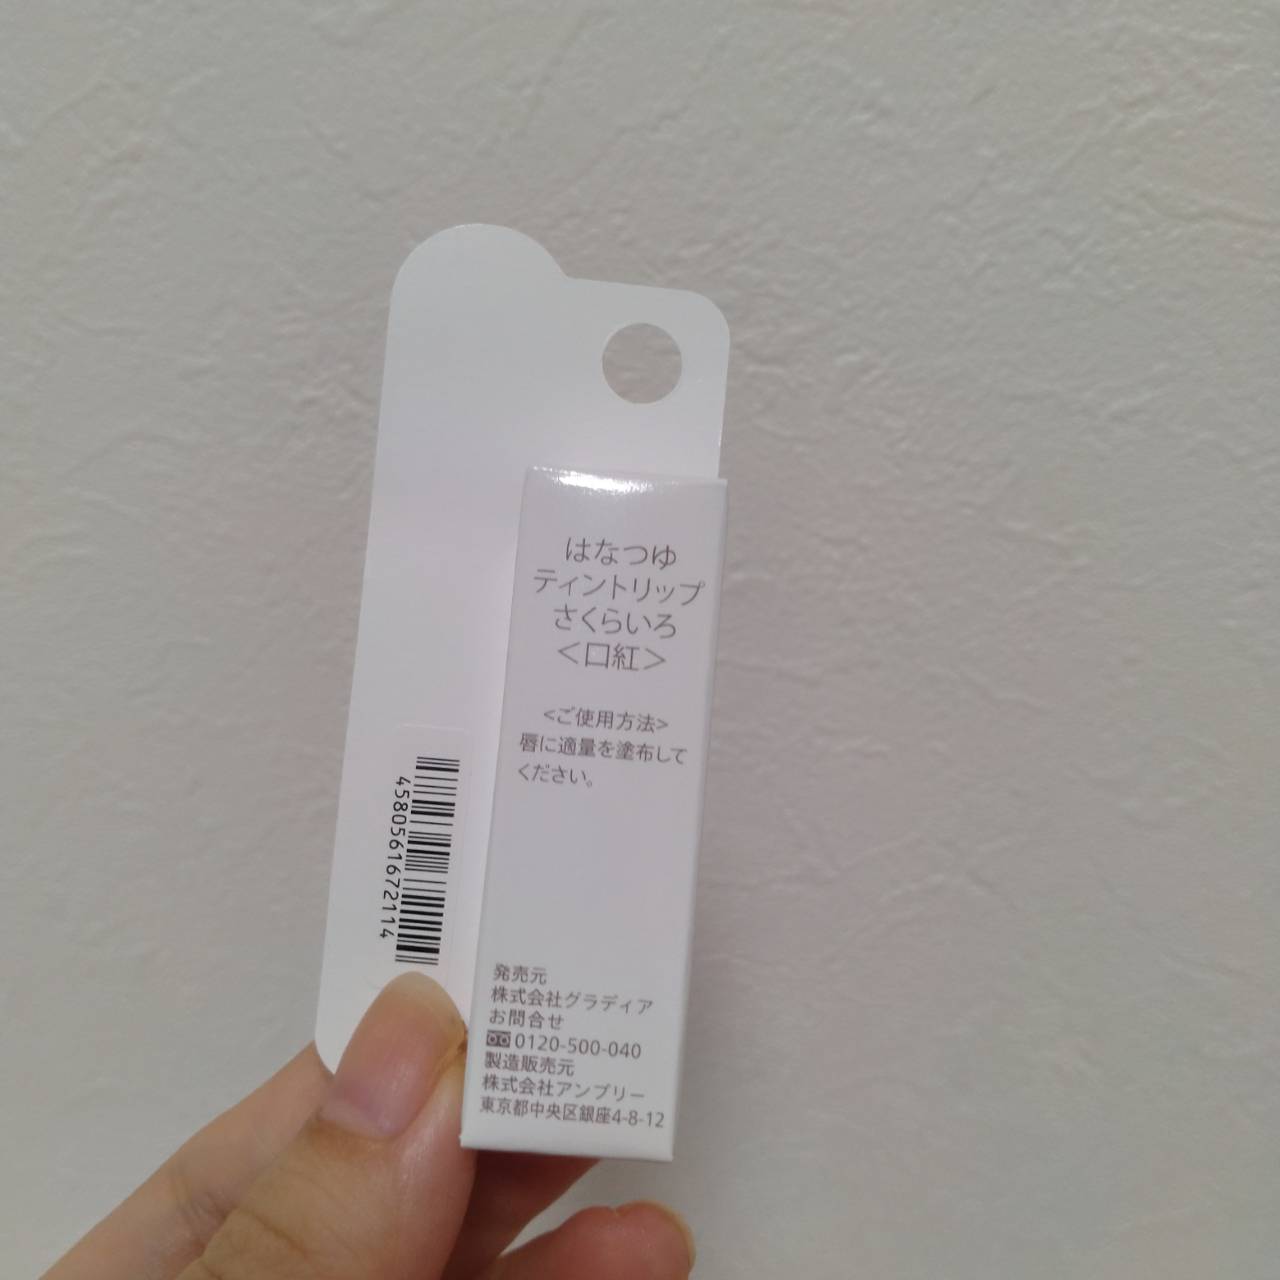 はなつゆ
ティントリップ
さくらいろ
＜口紅＞
<ご使用方法>
唇に適量を塗布して
ください。
発売元
株式会社グラディア
お問合せ
0120-500-040
製造販売元
株式会社アンブリー
東京都中央区銀座4-8-12
4580561672114